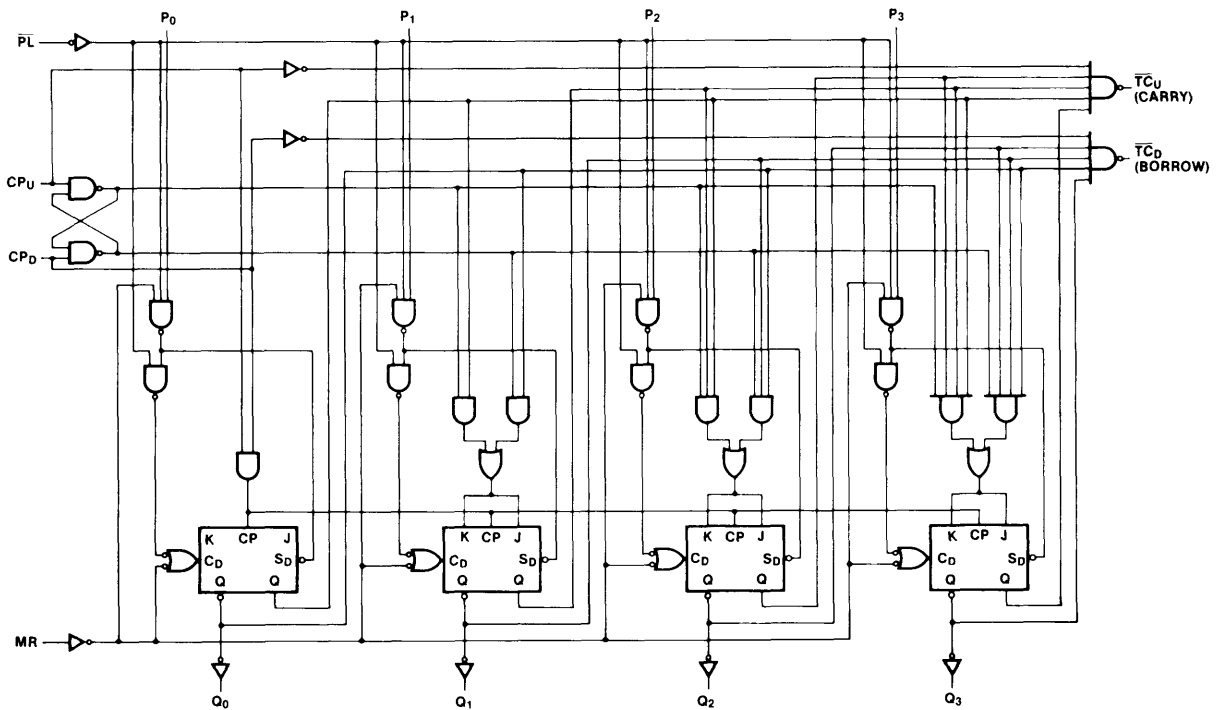 P0
P1
P2
P3
PL
TCU
(CARRY)
TCD
(BORROW)
CPU
CPD
K CP J
CD SD
Q Q
K CP J
CD SD
Q Q
K CP J
CD SD
Q Q
K CP J
CD SD
Q Q
MR
Q0
Q1
Q2
Q3